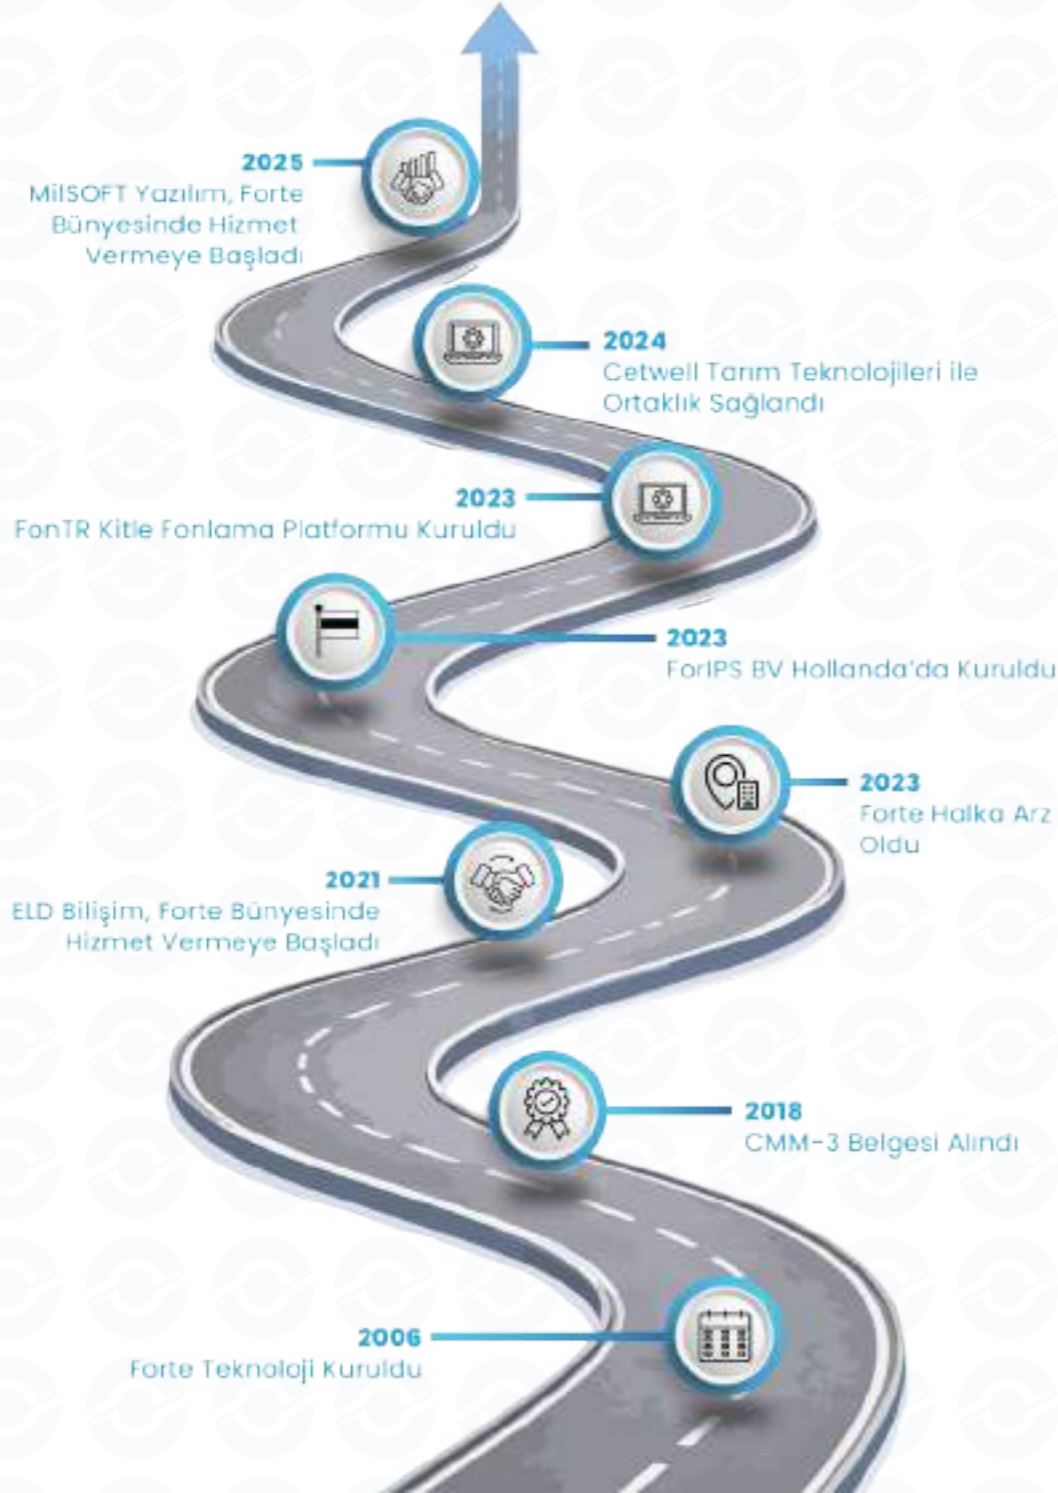 2025
MilSOFT Yazılım, Forte
Bünyesinde Hizmet
Vermeye Başladı
2024
Cetwell Tarım Teknolojileri ile
Ortaklık Sağlandı
2023
FonTR Kitle Fonlama Platformu Kuruldu
2023
ForIPS BV Hollanda'da Kuruldu
2023
Forte Halka Arz
Oldu
2021
ELD Bilişim, Forte Bünyesinde
Hizmet Vermeye Başladı
2018
CMM-3 Belgesi Alındı
2006
Forte Teknoloji Kuruldu